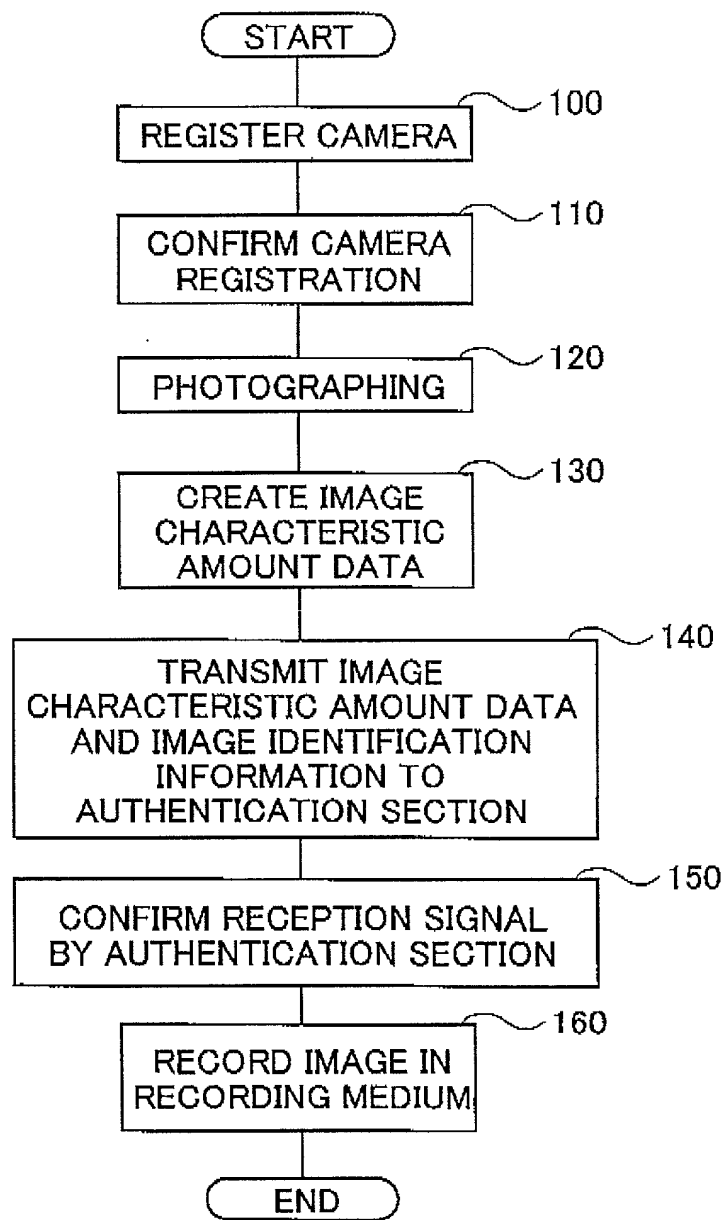 START
100
REGISTER CAMERA
110
CONFIRM CAMERA
REGISTRATION
120
PHOTOGRAPHING
130
CREATE IMAGE
CHARACTERISTIC
AMOUNT DATA
140
TRANSMIT IMAGE
CHARACTERISTIC AMOUNT DATA
AND IMAGE IDENTIFICATION
INFORMATION TO
AUTHENTICATION SECTION
150
CONFIRM RECEPTION SIGNAL
BY AUTHENTICATION SECTION
160
RECORD IMAGE IN
RECORDING MEDIUM
END